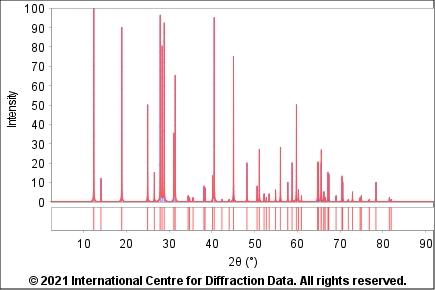 100
90
80
70
60
50
40
30
20
10
0
Intensity
10 20 30 40 50 60 70 80 90
2θ (°)
© 2021 International Centre for Diffraction Data. All rights reserved.